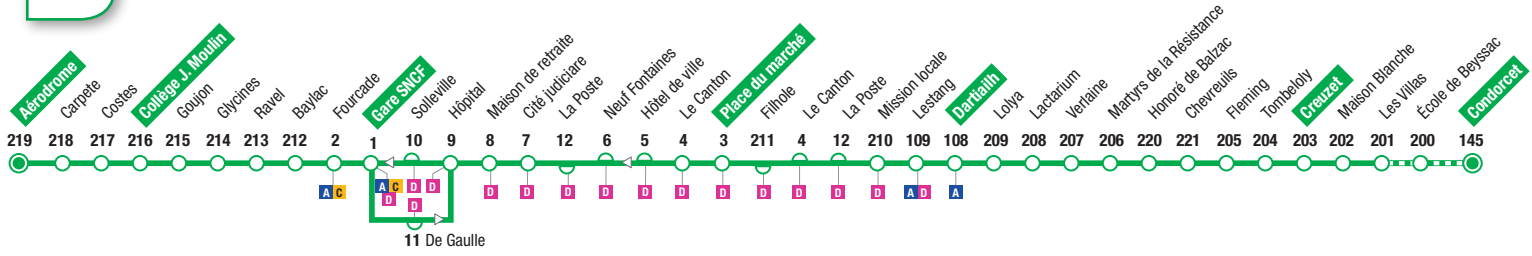 Aérodrome
Carpete
Costes
Collège J. Moulin
Goujon
Glycines
Ravel
Baylac
Fourcade
Gare SNCF
Solleville
Hôpital
Maison de retraite
Cité judiciare
La Poste
Neuf Fontaines
Hôtel de ville
Le Canton
Place du marché
Filhole
Le Canton
La Poste
Mission locale
Lestang
Dartiailh
Lolya
Lactarium
Verlaine
Martyrs de la Résistance
Honoré de Balzac
Chevreuils
Fleming
Tombeloly
Creuzet
Maison Blanche
Les Villas
École de Beyssac
Condorcet
219 218 217 216 215 214 213 212 2 1 10 9 8 7 12 6 5 4 3 211 4 12 210 109 108 209 208 207 206 220 221 205 204 203 202 201 200 145
A C A C D D D D D D D D D D D D D D A D A
D D
11 De Gaulle